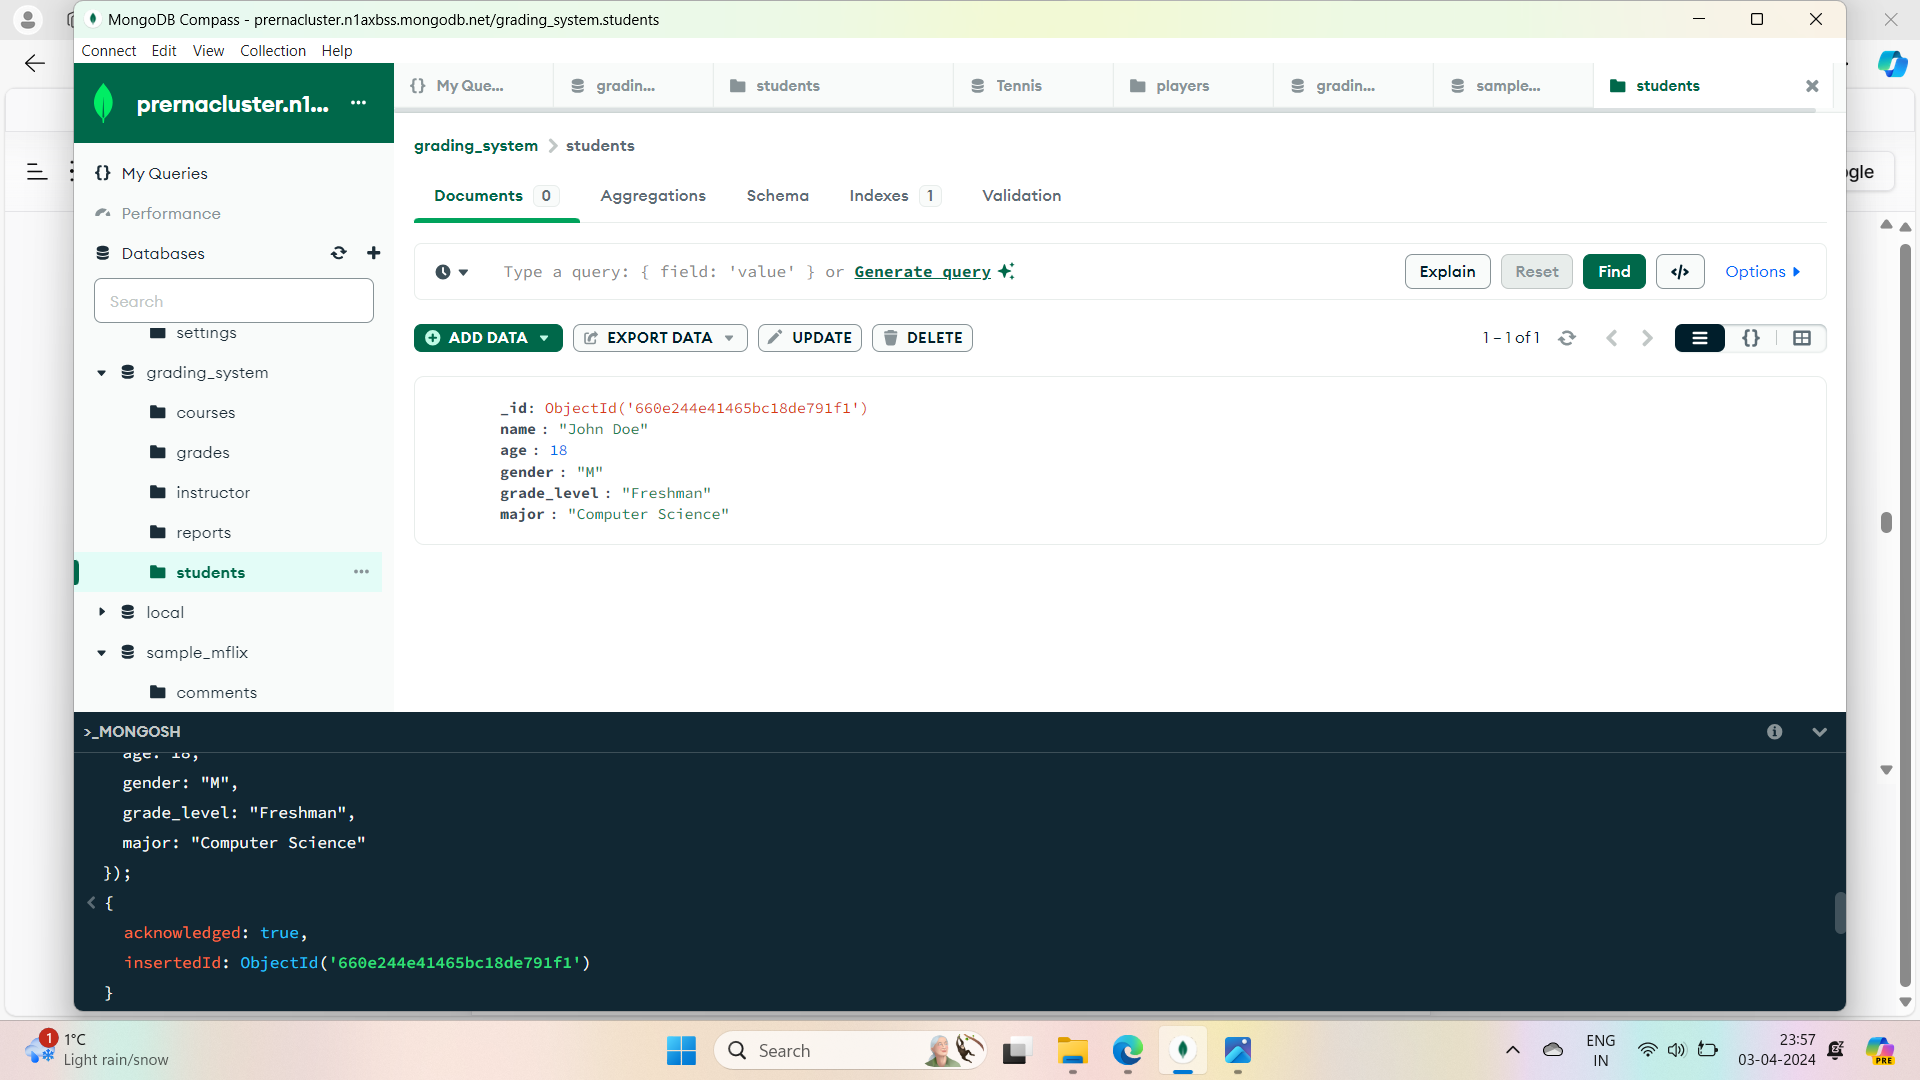 MongoDB Compass - prernacluster.n1axbss.mongodb.net/grading_system.students
Connect Edit View Collection Help
prernacluster.n1... ···
{} My Que... gradin... students Tennis players gradin... sample... students
grading_system > students
My Queries
Performance
Databases
Search
settings
grading_system
courses
grades
instructor
reports
students ···
local
sample_mflix
comments
Documents 0 Aggregations Schema Indexes 1 Validation
Type a query: { field: 'value' } or Generate query
Explain Reset Find </> Options
ADD DATA EXPORT DATA UPDATE DELETE
1 – 1 of 1 {}
_id: ObjectId('660e244e41465bc18de791f1')
name : "John Doe"
age : 18
gender : "M"
grade_level : "Freshman"
major : "Computer Science"
>_MONGOSH
age: 18,
gender: "M",
grade_level: "Freshman",
major: "Computer Science"
});
< {
acknowledged: true,
insertedId: ObjectId('660e244e41465bc18de791f1')
}
ogle
1
1°C
Light rain/snow
Search
ENG
IN
23:57
03-04-2024
PRE